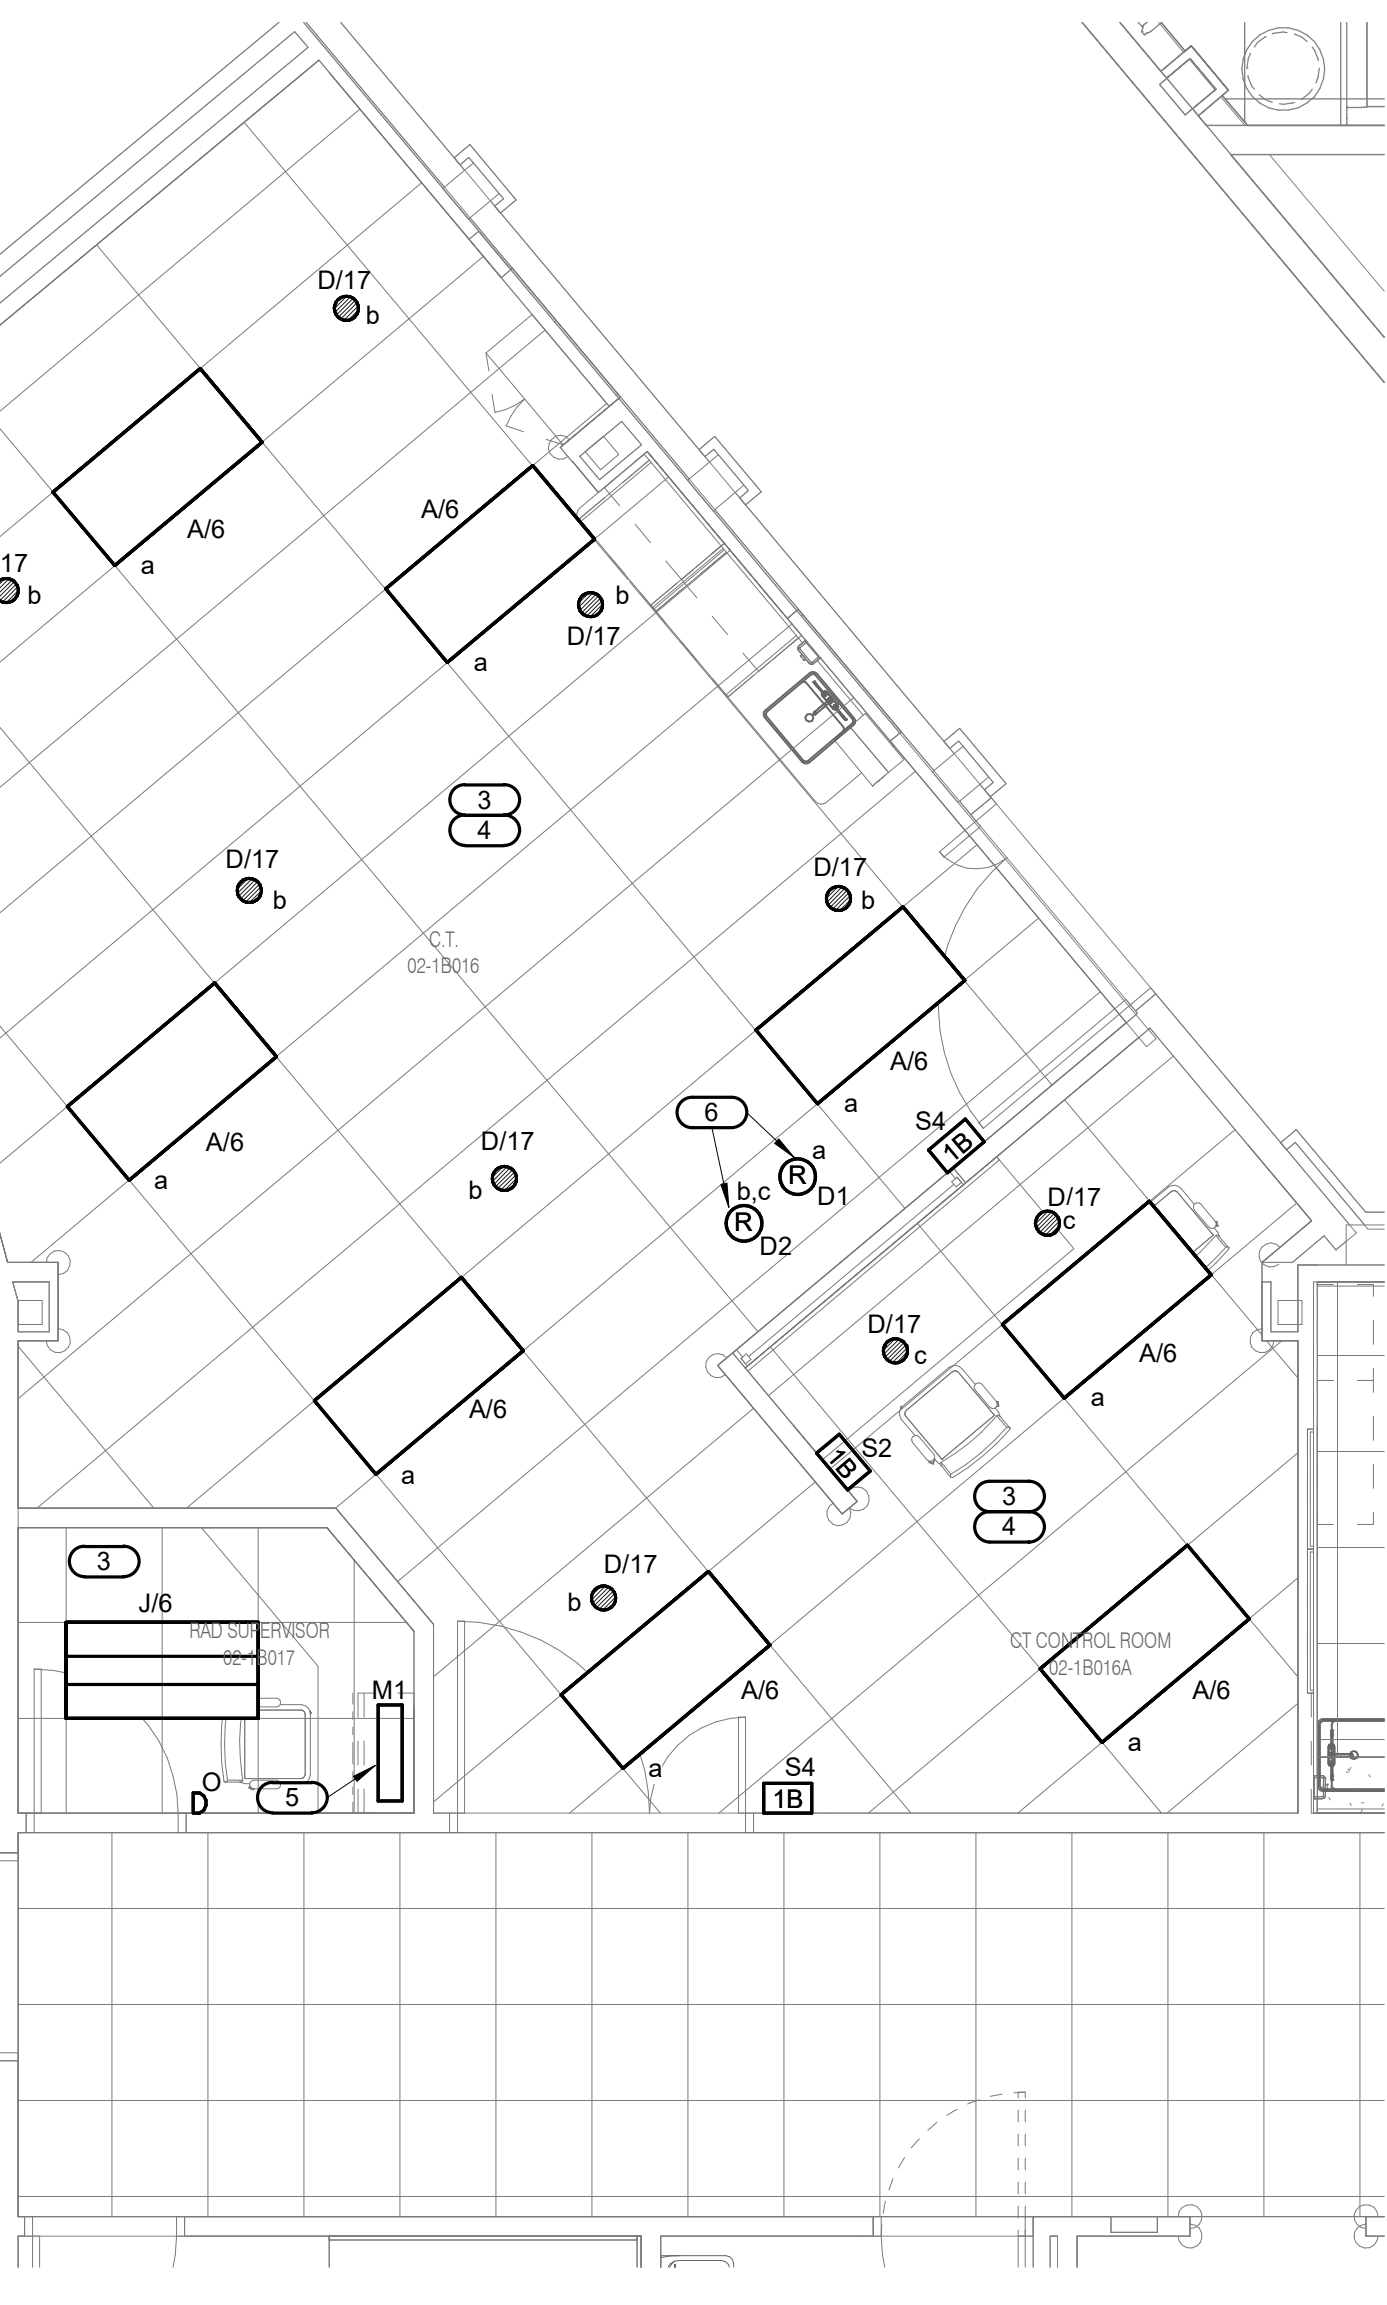 D/17
b
A/6
a
A/6
a
17
b
b
D/17
3
4
D/17
b
D/17
b
C.T.
02-1B016
A/6
a
A/6
a
6
S4
1B
D/17
b
a
R
D1
b,c
R
D2
D/17
c
D/17
c
A/6
a
A/6
a
S2
1B
3
4
3
D/17
b
J/6
RAD SUPERVISOR
02-1B017
CT CONTROL ROOM
02-1B016A
M1
A/6
a
A/6
a
O
5
S4
1B